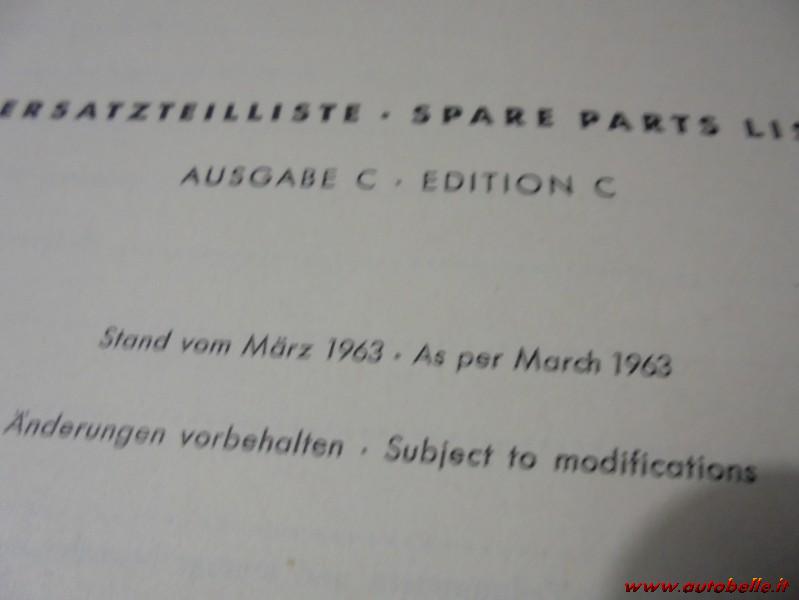 ERSATZTEILLISTE · SPARE PARTS LIS
AUSGABE C · EDITION C
Stand vom März 1963 · As per March 1963
Änderungen vorbehalten · Subject to modifications
www.autobelle.it